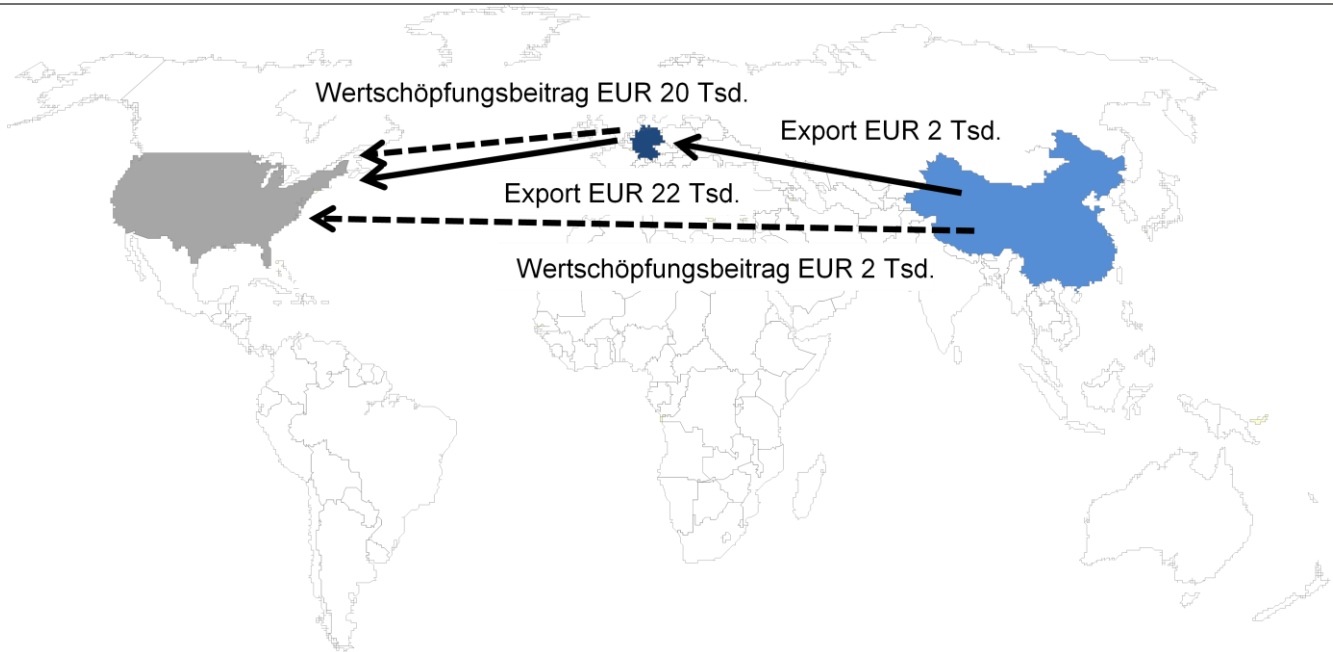 Wertschöpfungsbeitrag EUR 20 Tsd.
Export EUR 2 Tsd.
Export EUR 22 Tsd.
Wertschöpfungsbeitrag EUR 2 Tsd.